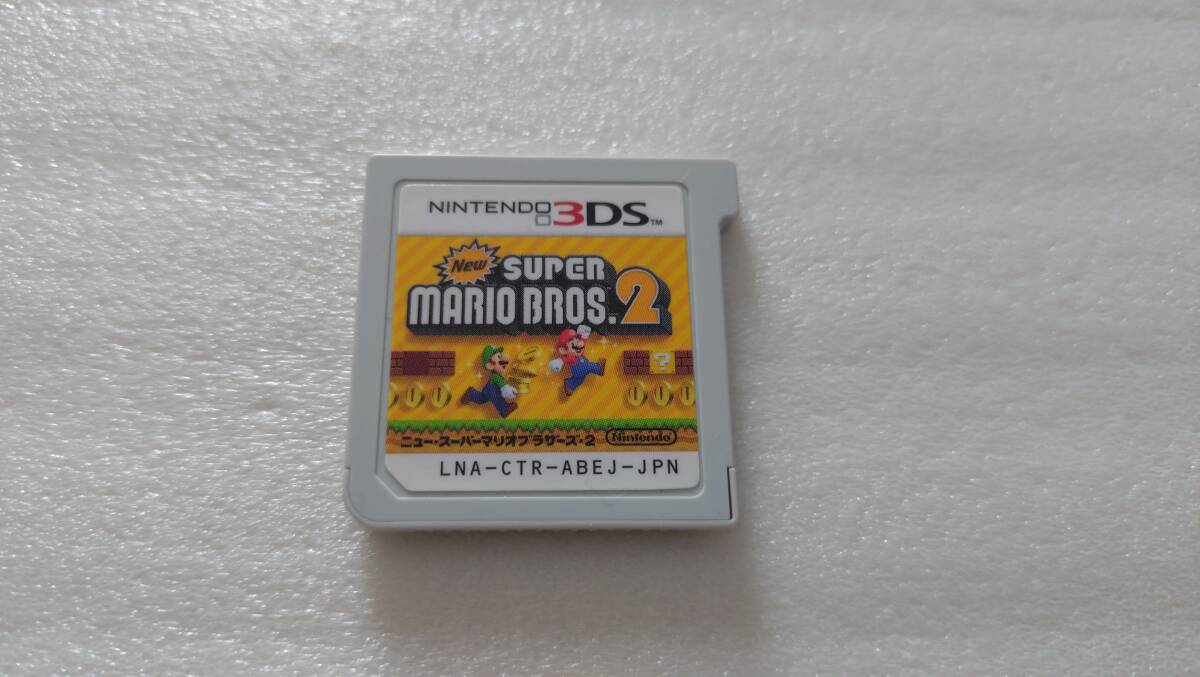 NINTENDO 3DS™
New SUPER
MARIO BROS. 2
?
ニュー・スーパーマリオブラザーズ・2 Nintendo
LNA-CTR-ABEJ-JPN